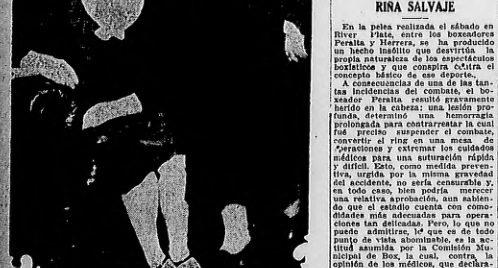 RIÑA SALVAJE
En la pelea realizada el sábado en
River Plate, entre los boxeadores
Peralta y Herrera, se ha producido
un hecho insólito que desvirtúa la
propia naturaleza de los espectáculos
boxísticos y que conspira contra el
concepto básico de ese deporte.
A consecuencias de una de las tan-
tas incidencias del combate, el bo-
xeador Peralta resultó gravamente
herido en la cabeza; una lesión pro-
funda, determinó una hemorragia
prolongada para contrarrestar la cual
fué preciso suspender el combate,
convertir el ring en una mesa de
operaciones y extremar los cuidados
médicos para una suturación rápida
y difícil. Esto, como medida preven-
tiva, urgida por la misma gravedad
del accidente, no sería censurable y,
en todo caso, bien podría merecer
una relativa aprobación, aun sabien-
do que el estadio cuenta con como-
didades más adecuadas para opera-
ciones tan delicadas. Pero, lo que no
puede admitirse, lo que es de todo
punto de vista abominable, es la ac-
titud asumida por la Comisión Mu-
nicipal de Box, la cual, contra la
opinión de los médicos, que declara-